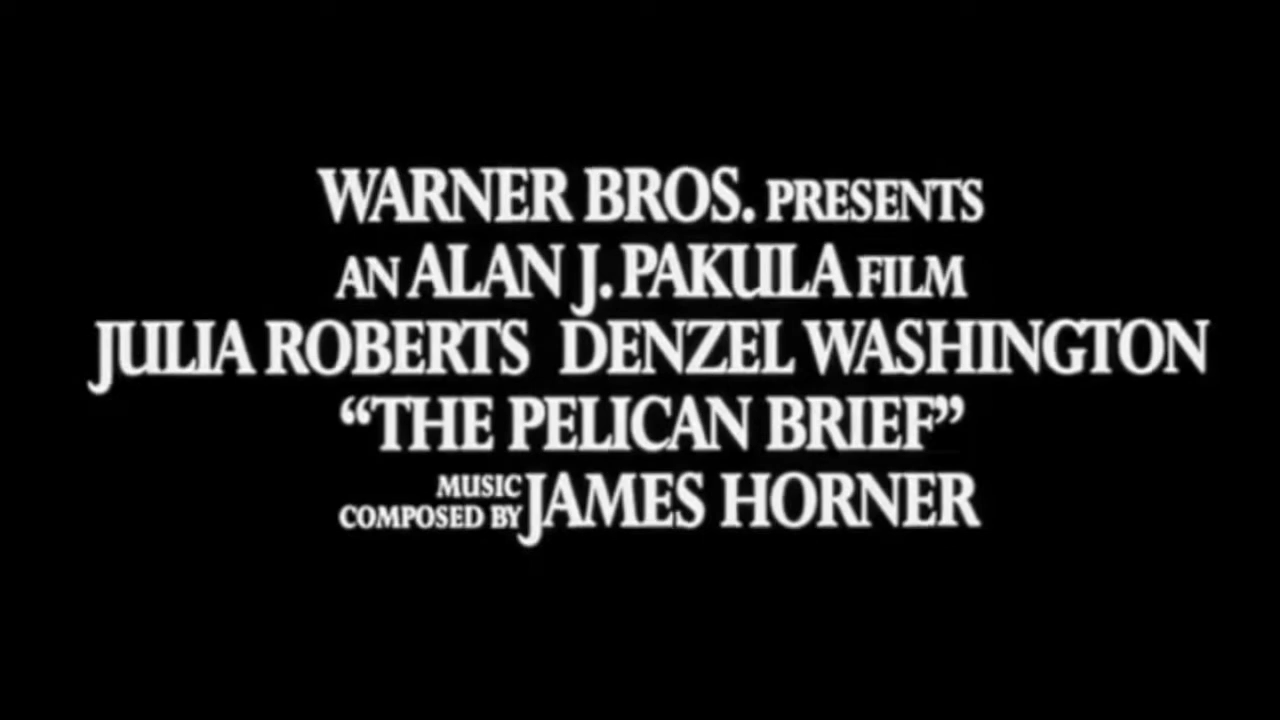 WARNER BROS. PRESENTS
AN ALAN J. PAKULA FILM
JULIA ROBERTS DENZEL WASHINGTON
“THE PELICAN BRIEF”
MUSIC
COMPOSED BY JAMES HORNER